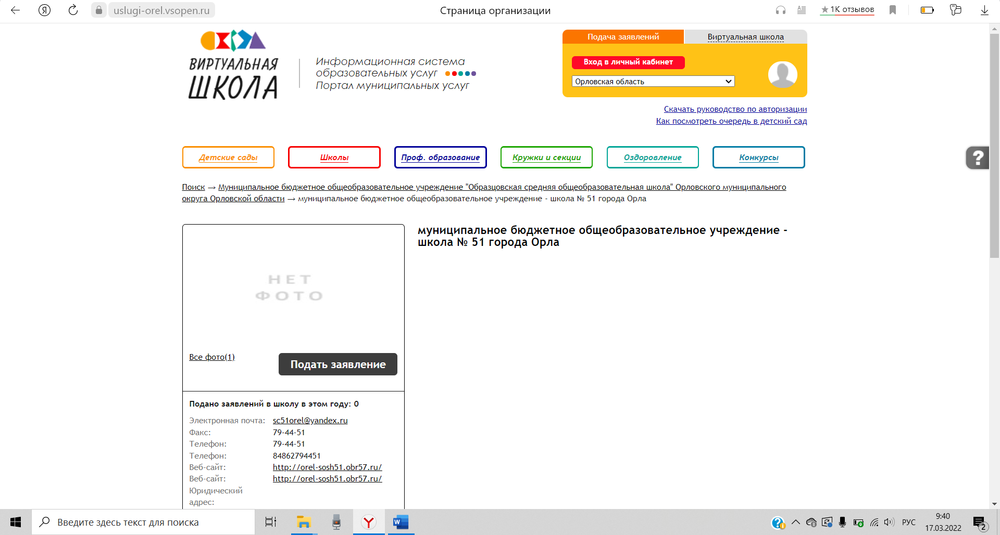 uslugi-orel.vsopen.ru
Страница организации
1К отзывов
ВИРТУАЛЬНАЯ
ШКОЛА
Информационная система
образовательных услуг
Портал муниципальных услуг
Подача заявлений
Виртуальная школа
Вход в личный кабинет
Орловская область
Скачать руководство по авторизации
Как посмотреть очередь в детский сад
Детские сады
Школы
Проф. образование
Кружки и секции
Оздоровление
Конкурсы
?
Поиск → Муниципальное бюджетное общеобразовательное учреждение "Образцовская средняя общеобразовательная школа" Орловского муниципального
округа Орловской области → муниципальное бюджетное общеобразовательное учреждение - школа № 51 города Орла
муниципальное бюджетное общеобразовательное учреждение -
школа № 51 города Орла
НЕТ
ФОТО
Все фото(1)
Подать заявление
Подано заявлений в школу в этом году: 0
Электронная почта: sc51orel@yandex.ru
Факс: 79-44-51
Телефон: 79-44-51
Телефон: 84862794451
Веб-сайт: http://orel-sosh51.obr57.ru/
Веб-сайт: http://orel-sosh51.obr57.ru/
Юридический
адрес:
Введите здесь текст для поиска
РУС
9:40
17.03.2022
2